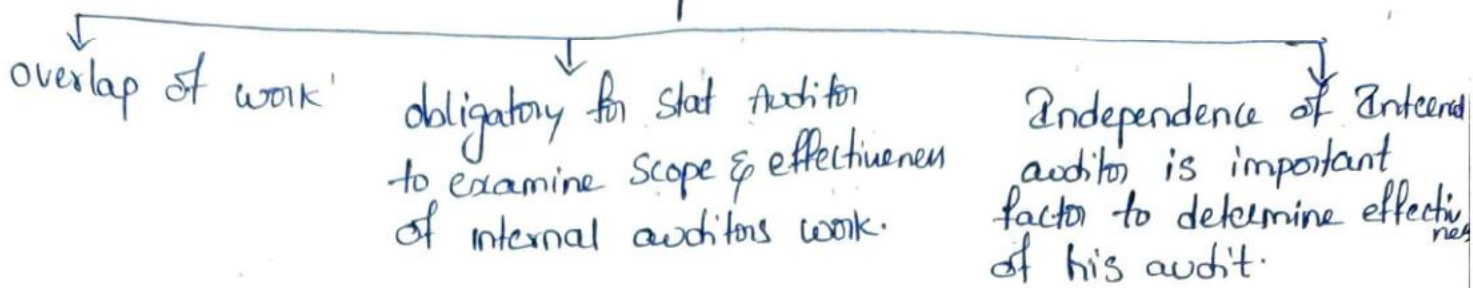 overlap of work
obligatory for Stat Auditor
to examine Scope & effectiveness
of internal auditors work.
Independence of Internal
auditor is important
factor to determine effective
nes
of his audit.